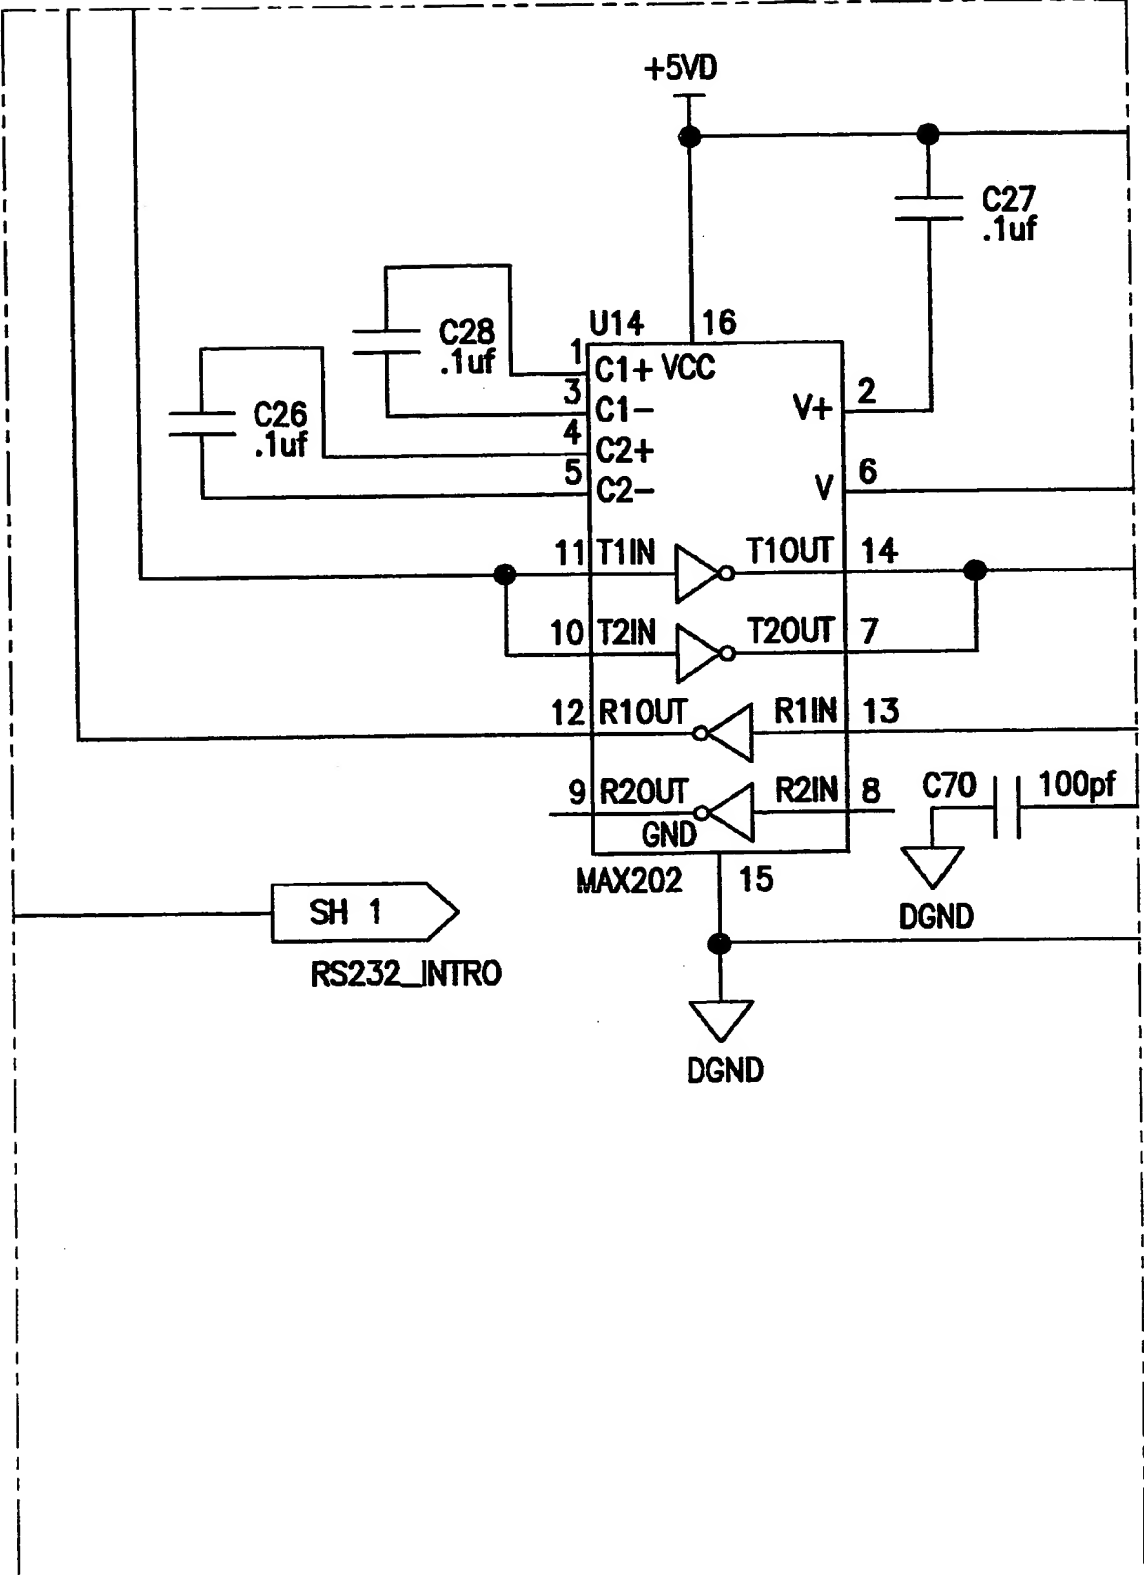 +5VD
C27
.1uf
U14
16
C28
.1uf
1
C1+
VCC
3
C1-
V+
2
C26
.1uf
4
C2+
5
C2-
V
6
11
T1IN
T1OUT
14
10
T2IN
T2OUT
7
12
R1OUT
R1IN
13
9
R2OUT
R2IN
8
C70
100pf
GND
MAX202
15
DGND
SH 1
RS232_INTRO
DGND